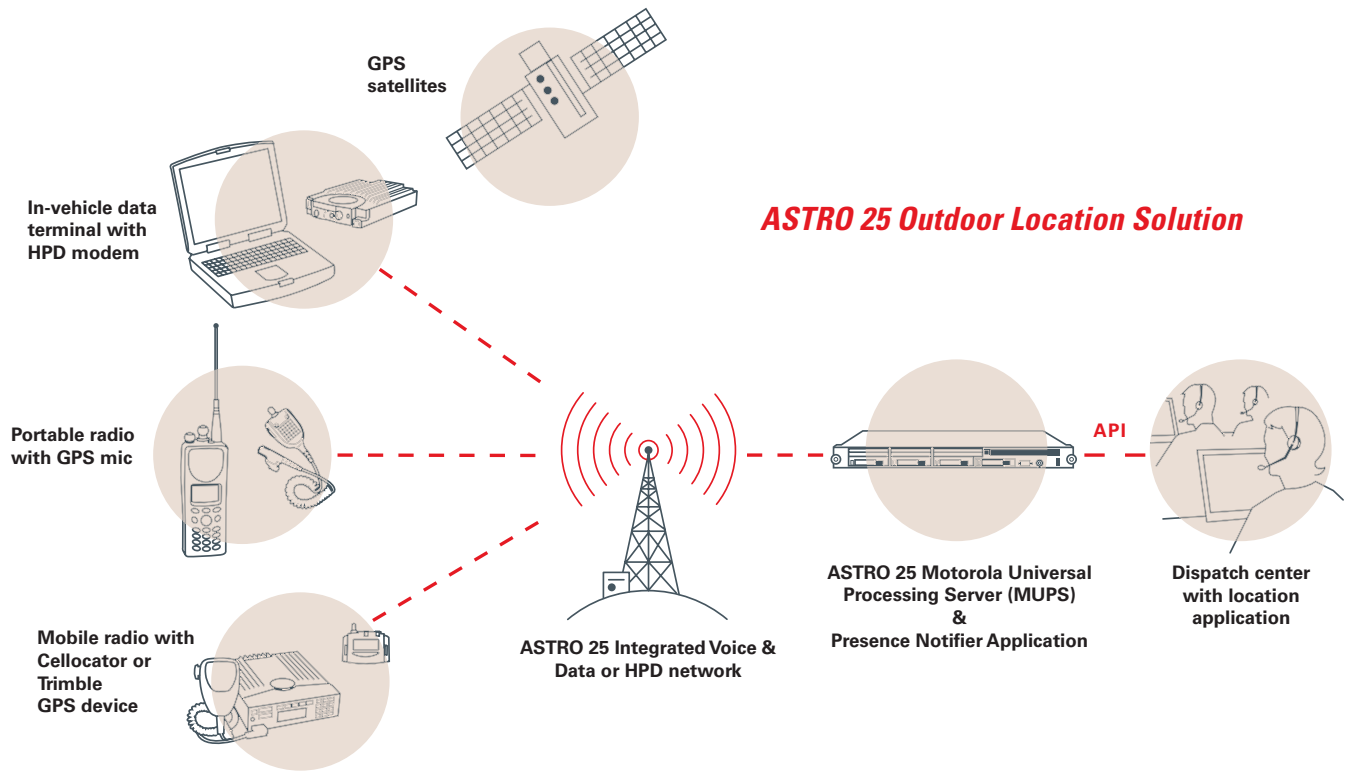 GPS
satellites
In-vehicle data
terminal with
HPD modem
ASTRO 25 Outdoor Location Solution
Portable radio
with GPS mic
API
Mobile radio with
Cellocator or
Trimble
GPS device
ASTRO 25 Integrated Voice &
Data or HPD network
ASTRO 25 Motorola Universal
Processing Server (MUPS)
&
Presence Notifier Application
Dispatch center
with location
application